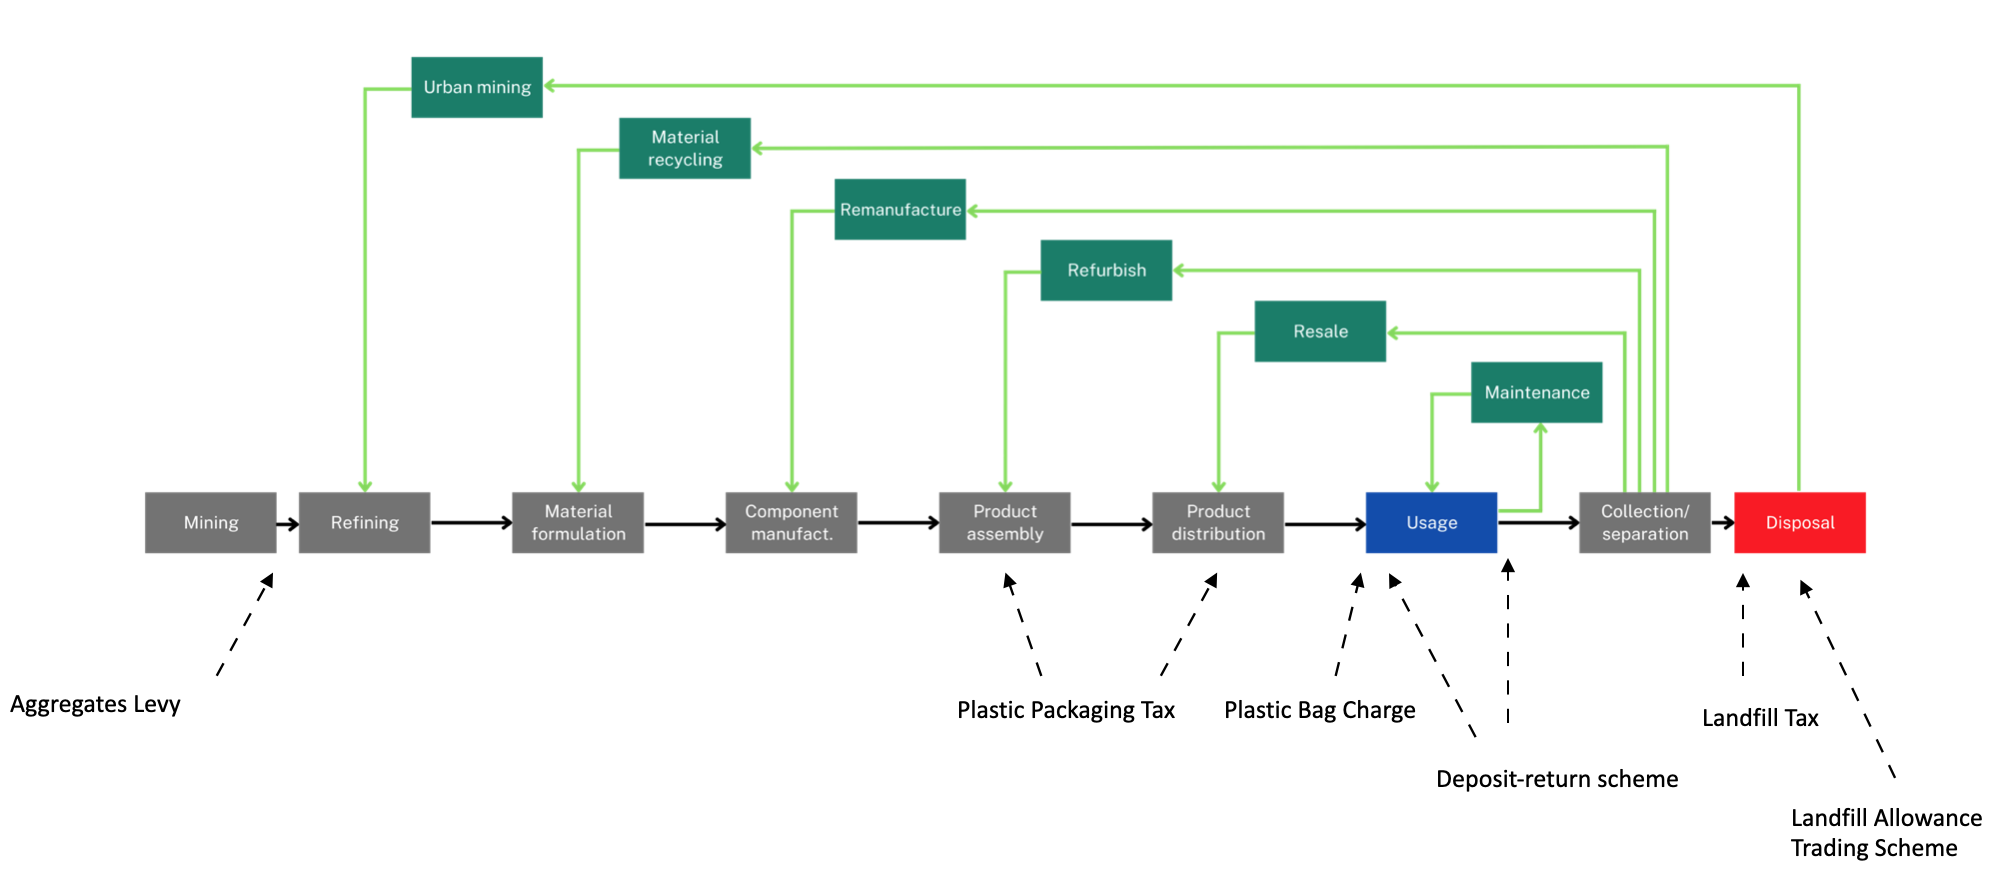 Urban mining
Material
recycling
Remanufacture
Refurbish
Resale
Maintenance
Mining
Refining
Material
formulation
Component
manufact.
Product
assembly
Product
distribution
Usage
Collection/
separation
Disposal
Aggregates Levy
Plastic Packaging Tax
Plastic Bag Charge
Landfill Tax
Deposit-return scheme
Landfill Allowance
Trading Scheme